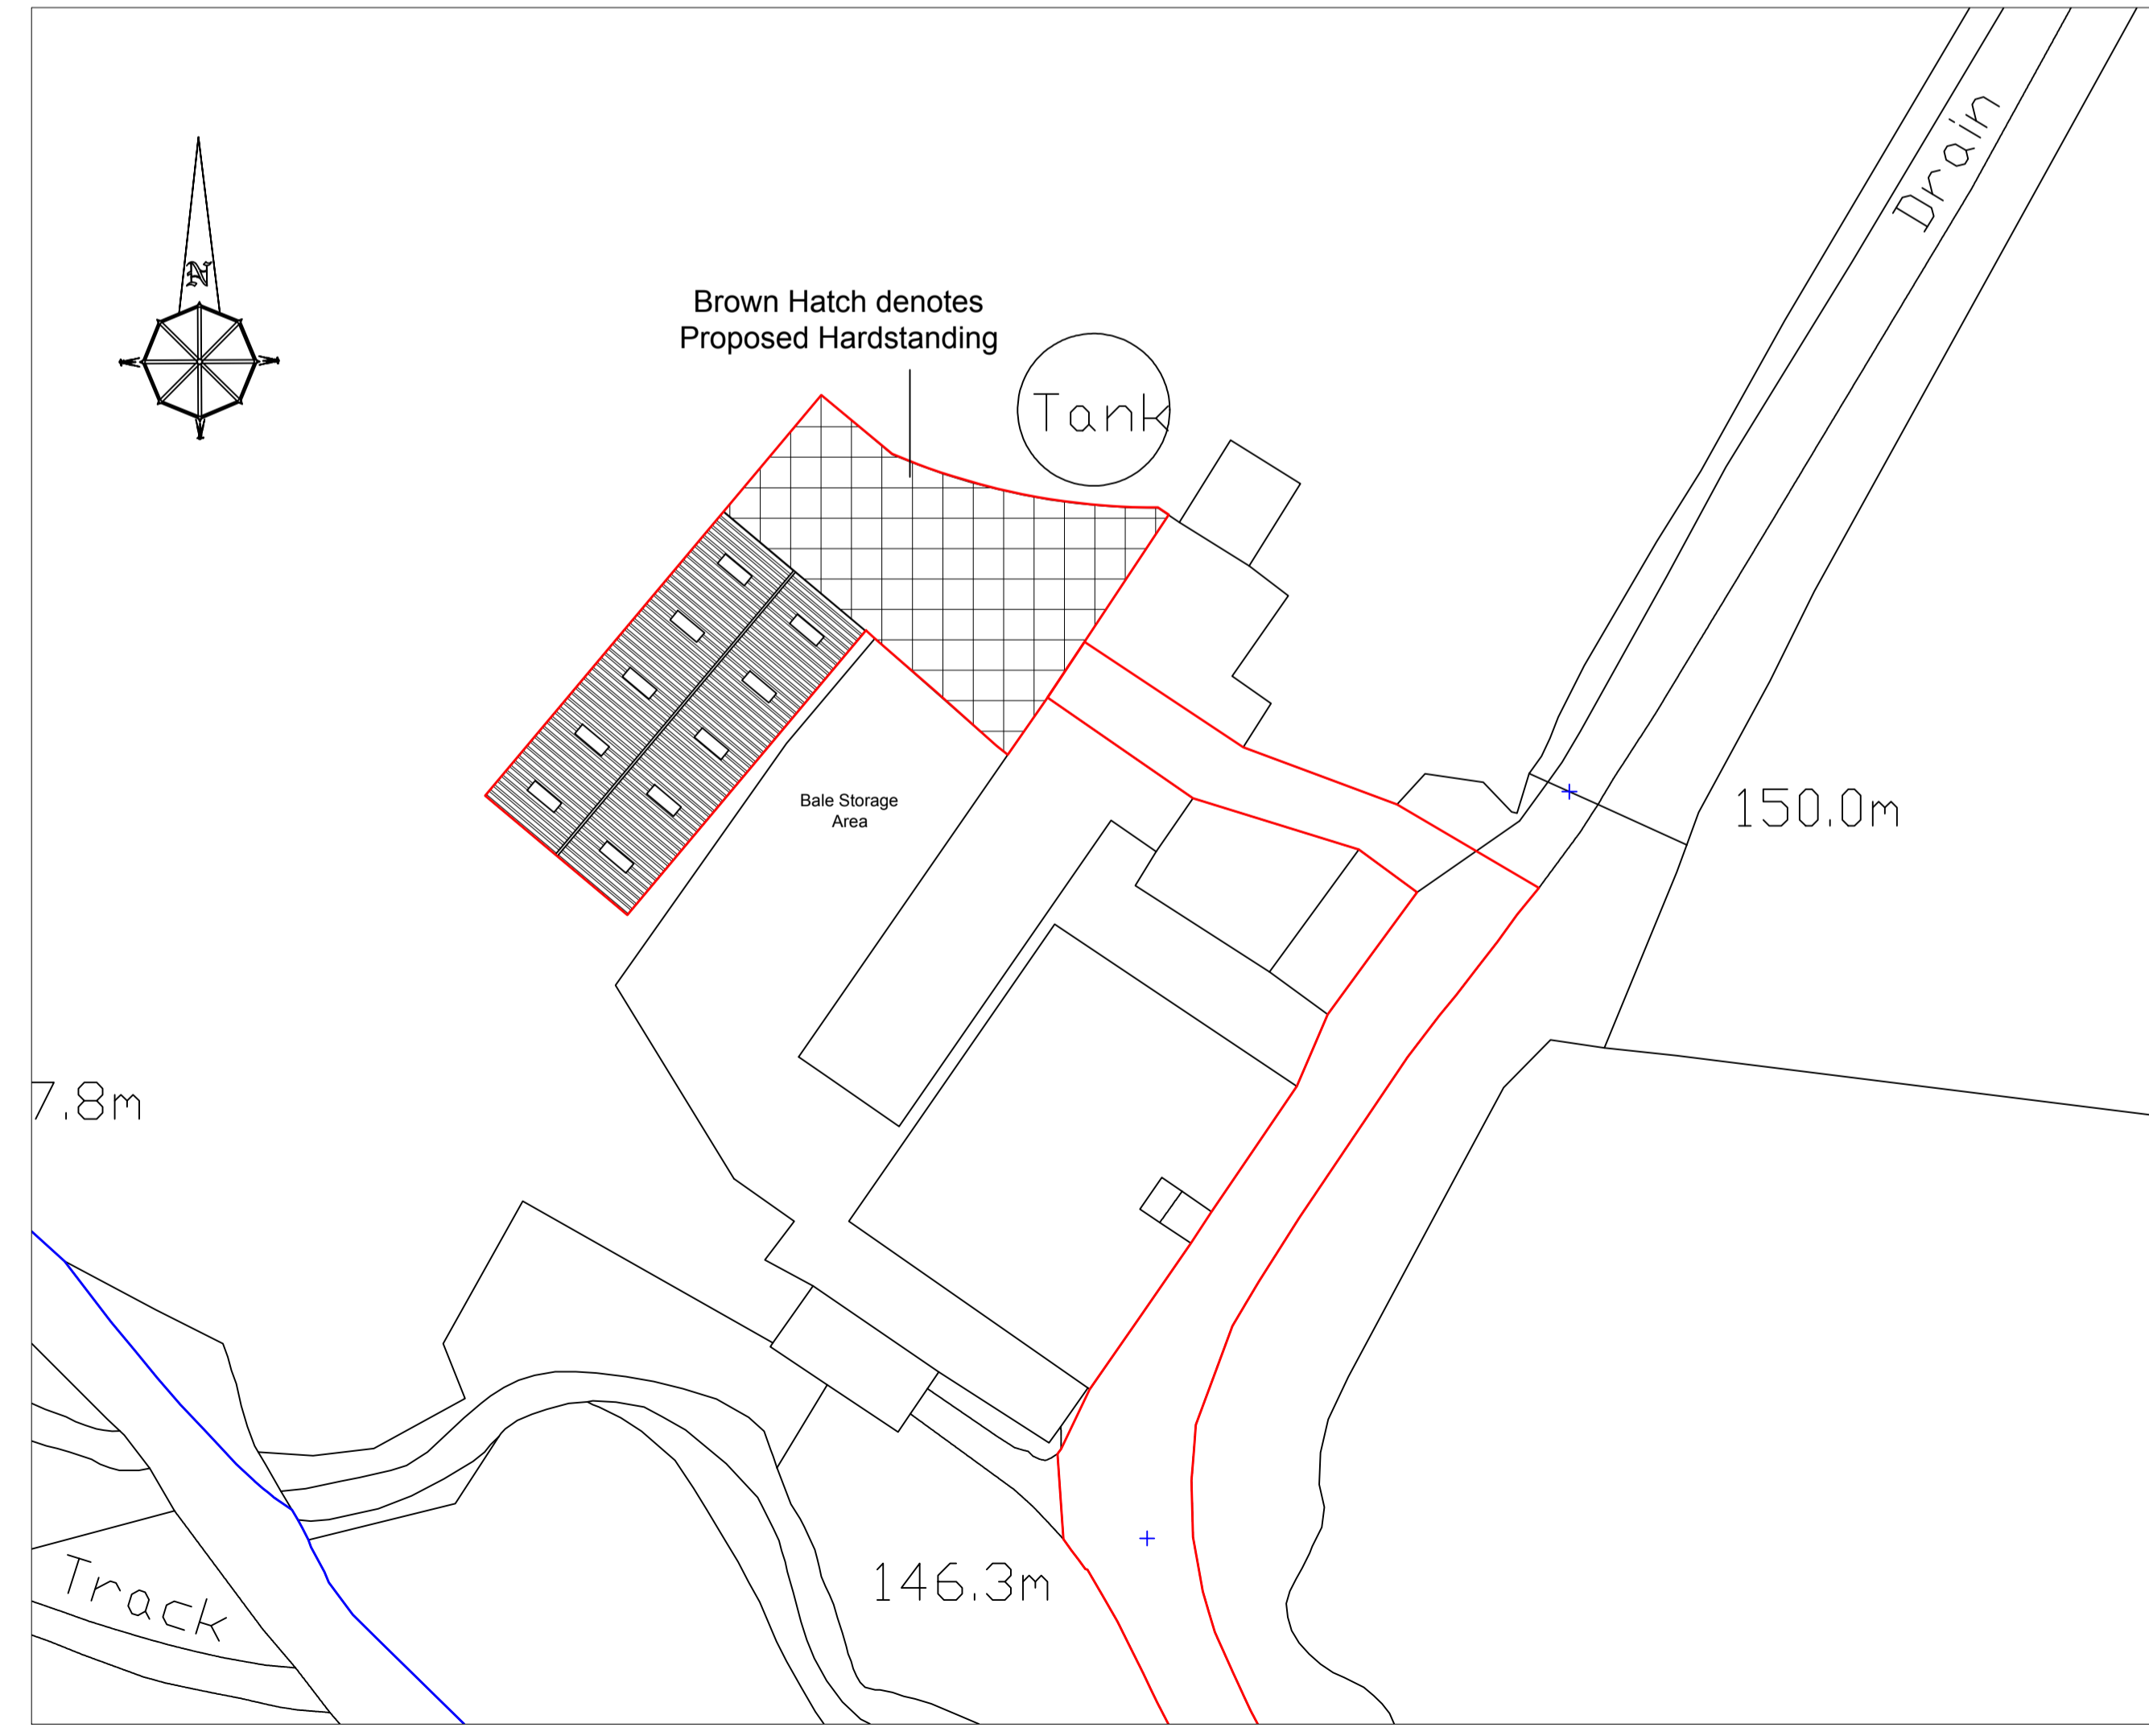 Drain
N
Brown Hatch denotes
Proposed Hardstanding
Tank
150.0m
Bale Storage
Area
7.8m
146.3m
Track